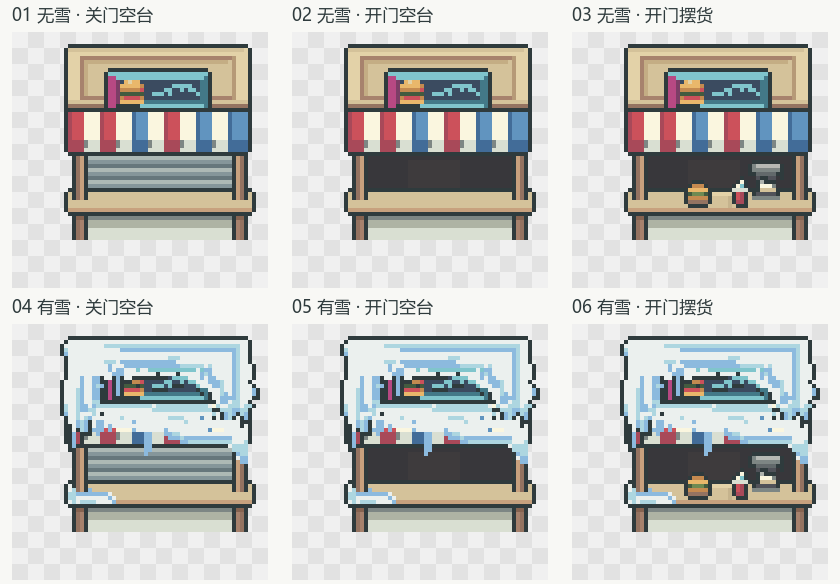 01 无雪 · 关门空台
02 无雪 · 开门空台
03 无雪 · 开门摆货
04 有雪 · 关门空台
05 有雪 · 开门空台
06 有雪 · 开门摆货